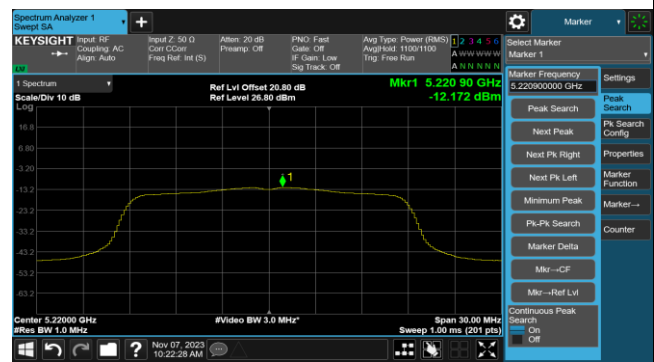 Spectrum Analyzer 1
Swept SA
+
Marker
KEYSIGHT
Input: RF
Coupling: AC
Align: Auto
Input Z: 50 Ω
Corr CCorr
Freq Ref: Int (S)
Atten: 20 dB
Preamp: Off
PNO: Fast
Gate: Off
IF Gain: Low
Sig Track: Off
Avg Type: Power (RMS)
Avg|Hold: 1100/1100
Trig: Free Run
1 2 3 4 5 6
A W W W W W
A N N N N N
Select Marker
Marker 1
1 Spectrum
Scale/Div 10 dB
Log
Ref Lvl Offset 20.80 dB
Ref Level 26.80 dBm
Mkr1 5.220 90 GHz
-12.172 dBm
16.8
6.80
-3.20
-13.2
-23.2
-33.2
-43.2
-53.2
-63.2
1
Center 5.22000 GHz
#Res BW 1.0 MHz
#Video BW 3.0 MHz*
Span 30.00 MHz
Sweep 1.00 ms (201 pts)
Marker Frequency
5.220900000 GHz
Peak Search
Next Peak
Next Pk Right
Next Pk Left
Minimum Peak
Pk-Pk Search
Marker Delta
Mkr→CF
Mkr→Ref Lvl
Continuous Peak
Search
On
Off
Settings
Peak
Search
Pk Search
Config
Properties
Marker
Function
Marker→
Counter
?
Nov 07, 2023
10:22:28 AM